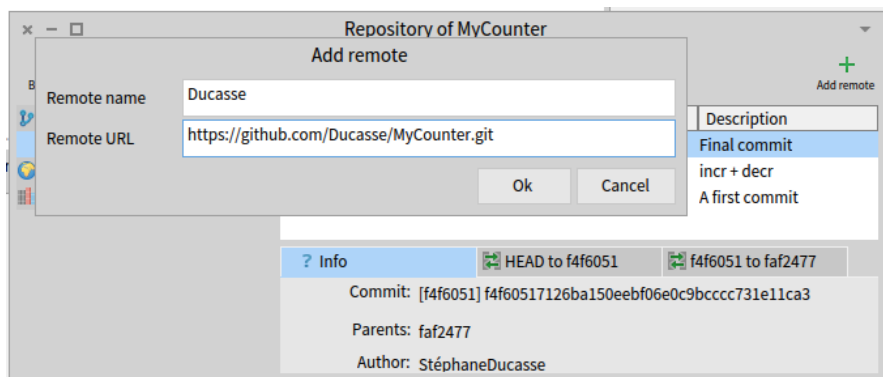 Repository of MyCounter
Add remote
B
Add remote
Remote name
Ducasse
Remote URL
https://github.com/Ducasse/MyCounter.git
Ok
Cancel
Description
Final commit
incr + decr
A first commit
? Info
HEAD to f4f6051
f4f6051 to faf2477
Commit: [f4f6051] f4f60517126ba150eebf06e0c9bcccc731e11ca3
Parents: faf2477
Author: StéphaneDucasse